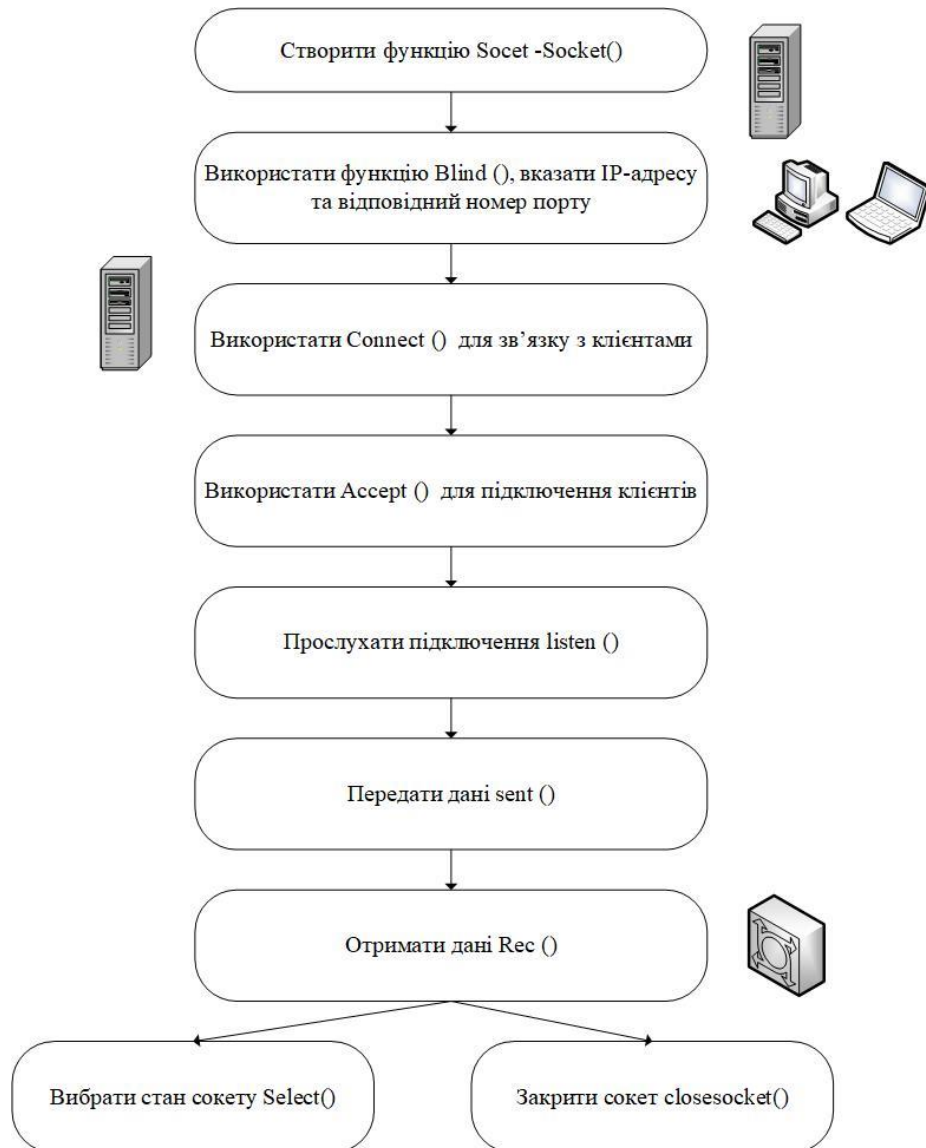 Створити функцію Socet -Socket()
Використати функцію Blind (), вказати IP-адресу
та відповідний номер порту
Використати Connect () для зв’язку з клієнтами
Використати Accept () для підключення клієнтів
Прослухати підключення listen ()
Передати дані sent ()
Отримати дані Rec ()
Вибрати стан сокету Select()
Закрити сокет closesocket()